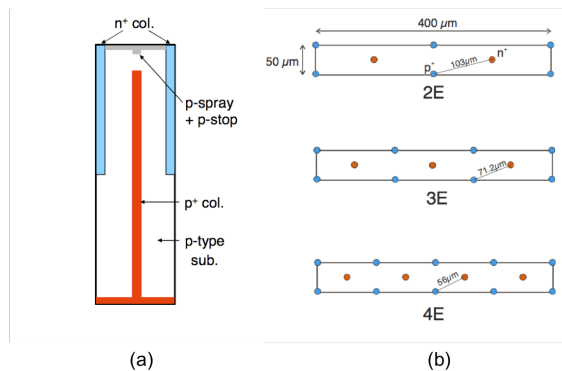 n+ col.
p-spray
+ p-stop
p+ col.
p-type
sub.
(a)
400 µm
50 µm
n+
p+
103µm
2E
71.2µm
3E
56µm
4E
(b)